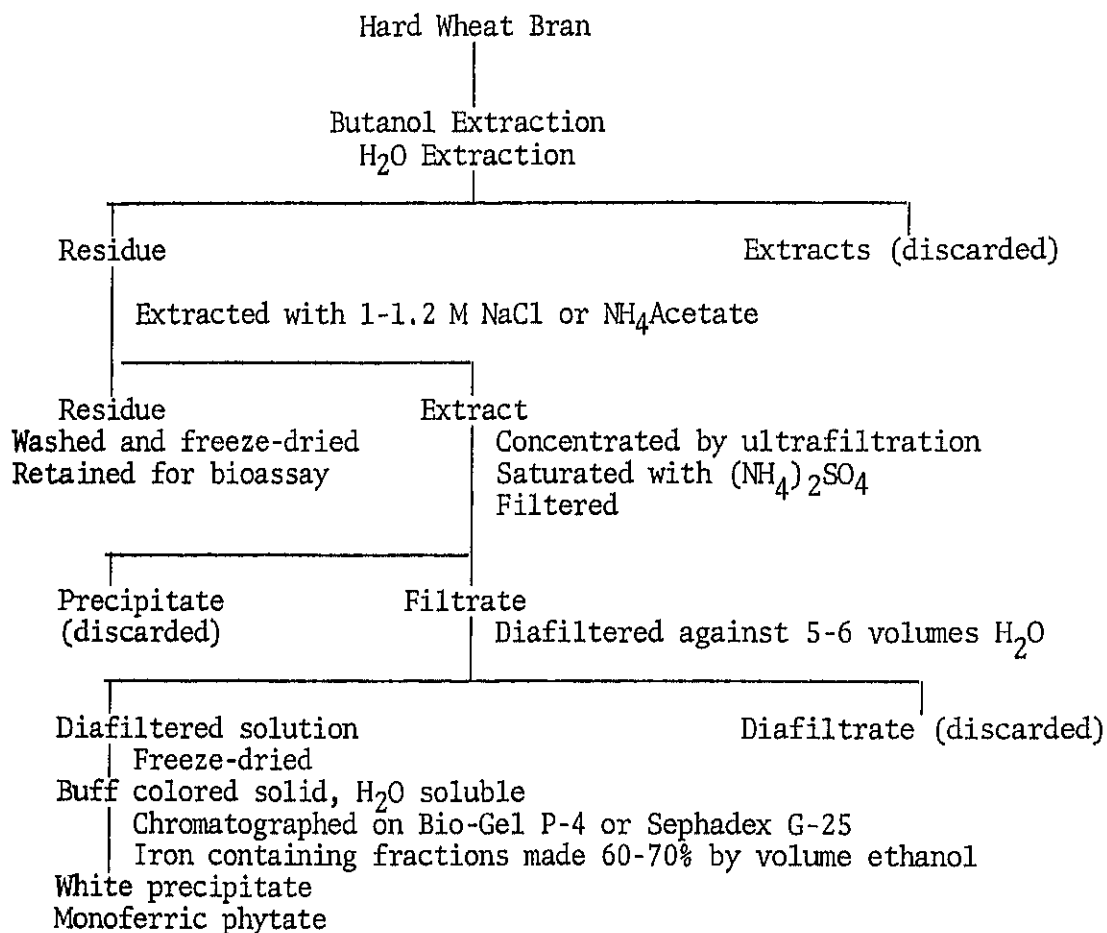 Hard Wheat Bran
Butanol Extraction
H2O Extraction
Residue
Extracts (discarded)
Extracted with 1-1.2 M NaCl or NH4Acetate
Residue
Extract
Washed and freeze-dried
Concentrated by ultrafiltration
Retained for bioassay
Saturated with (NH4)2SO4
Filtered
Precipitate
Filtrate
(discarded)
Diafiltered against 5-6 volumes H2O
Diafiltered solution
Diafiltrate (discarded)
Freeze-dried
Buff colored solid, H2O soluble
Chromatographed on Bio-Gel P-4 or Sephadex G-25
Iron containing fractions made 60-70% by volume ethanol
White precipitate
Monoferric phytate